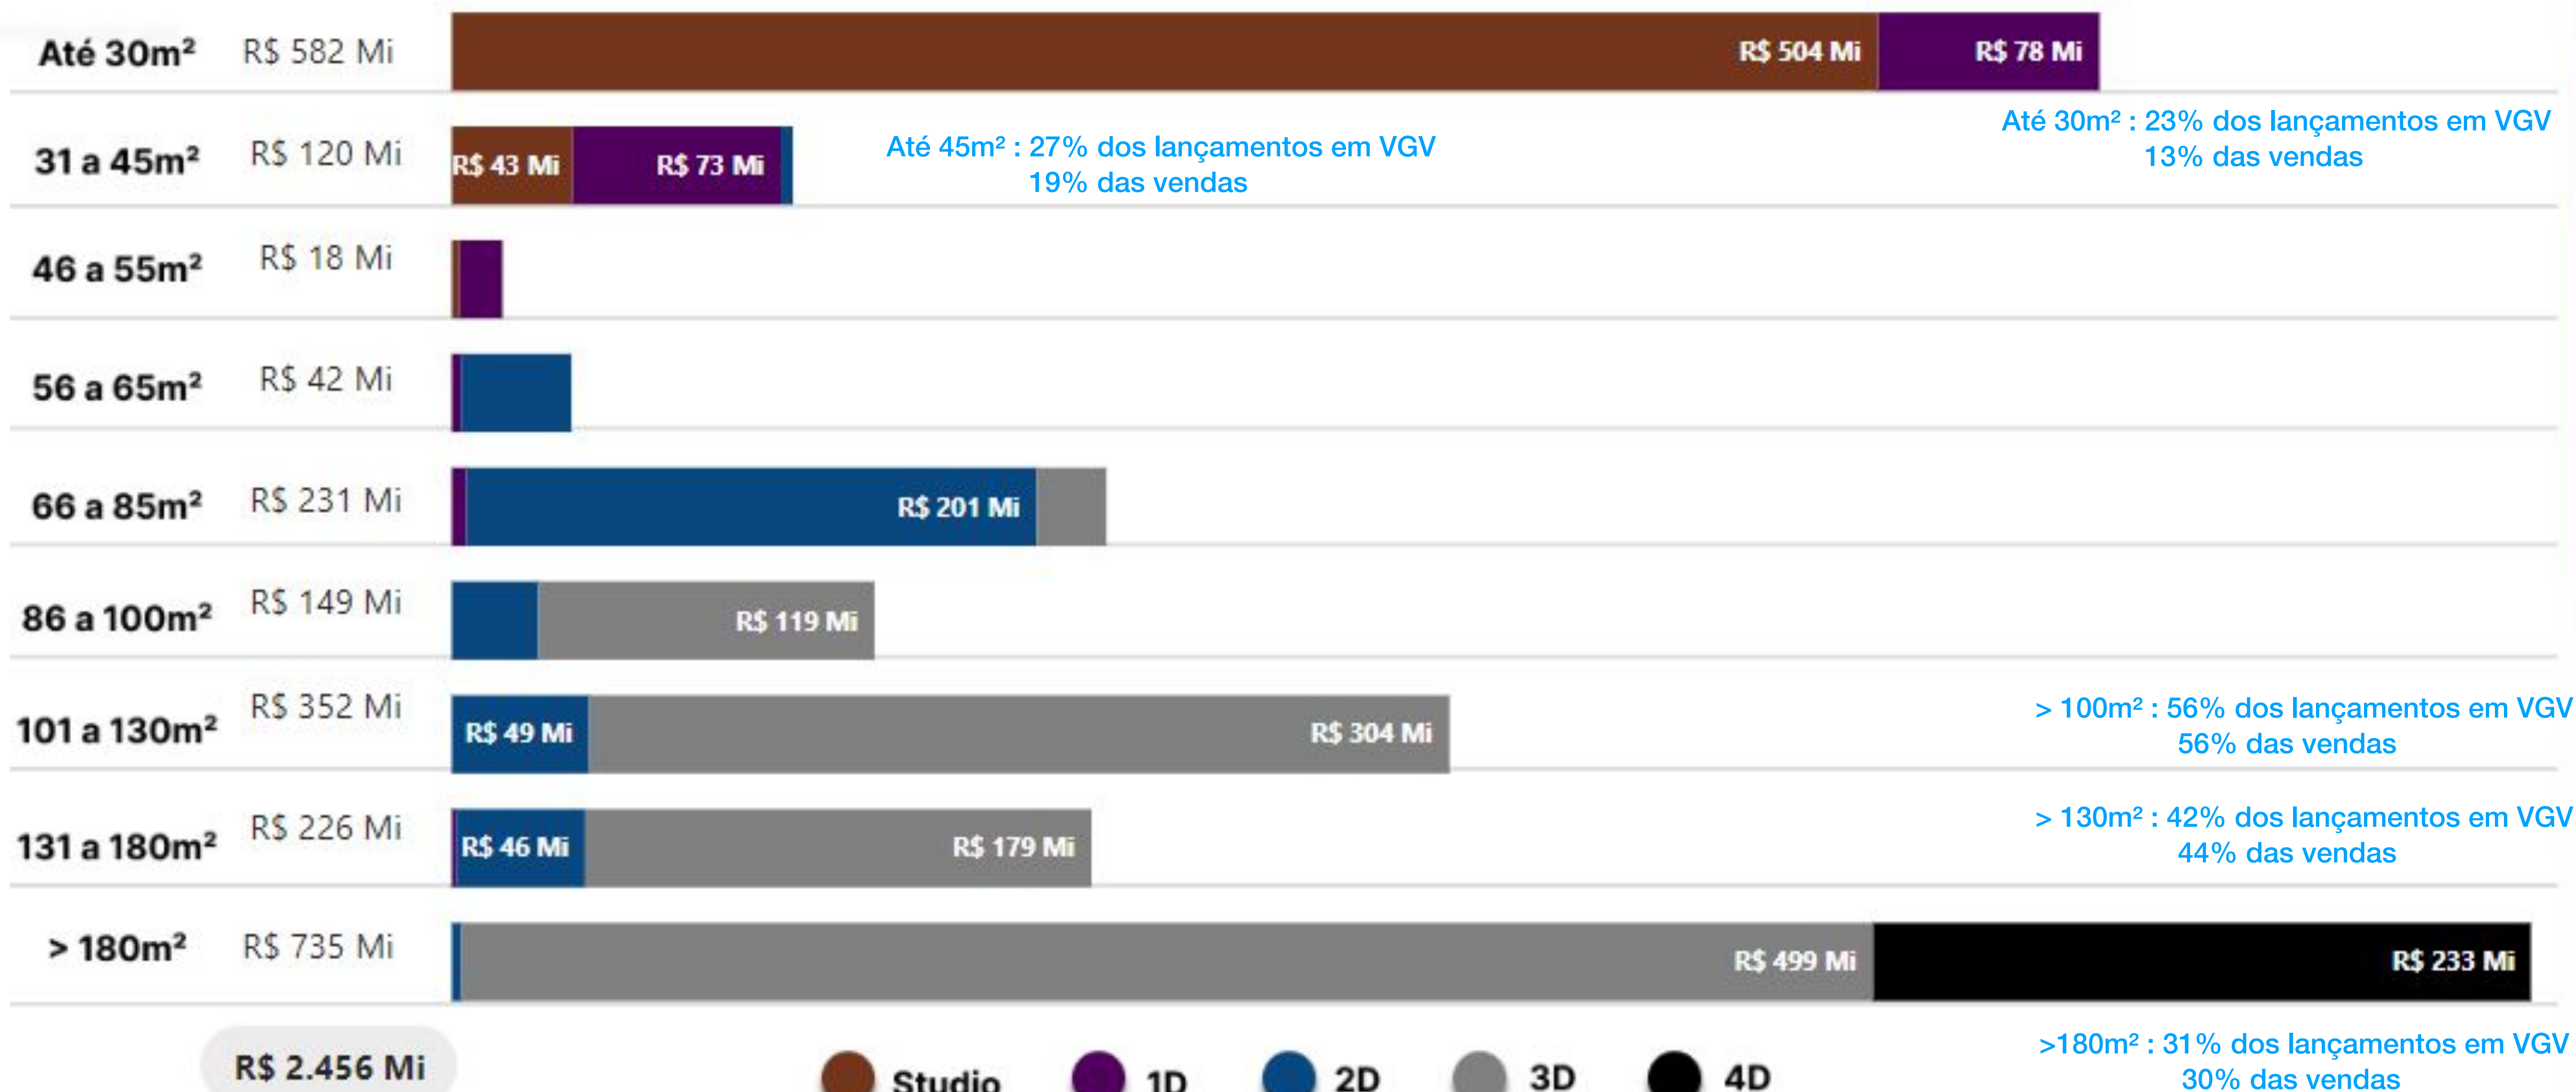 Até 30m² R$ 582 Mi R$ 504 Mi R$ 78 Mi
Até 30m² : 23% dos lançamentos em VGV
13% das vendas
31 a 45m² R$ 120 Mi R$ 43 Mi R$ 73 Mi
Até 45m² : 27% dos lançamentos em VGV
19% das vendas
46 a 55m² R$ 18 Mi
56 a 65m² R$ 42 Mi
66 a 85m² R$ 231 Mi R$ 201 Mi
86 a 100m² R$ 149 Mi R$ 119 Mi
101 a 130m² R$ 352 Mi R$ 49 Mi R$ 304 Mi
> 100m² : 56% dos lançamentos em VGV
56% das vendas
131 a 180m² R$ 226 Mi R$ 46 Mi R$ 179 Mi
> 130m² : 42% dos lançamentos em VGV
44% das vendas
> 180m² R$ 735 Mi R$ 499 Mi R$ 233 Mi
>180m² : 31% dos lançamentos em VGV
30% das vendas
R$ 2.456 Mi
Studio 1D 2D 3D 4D